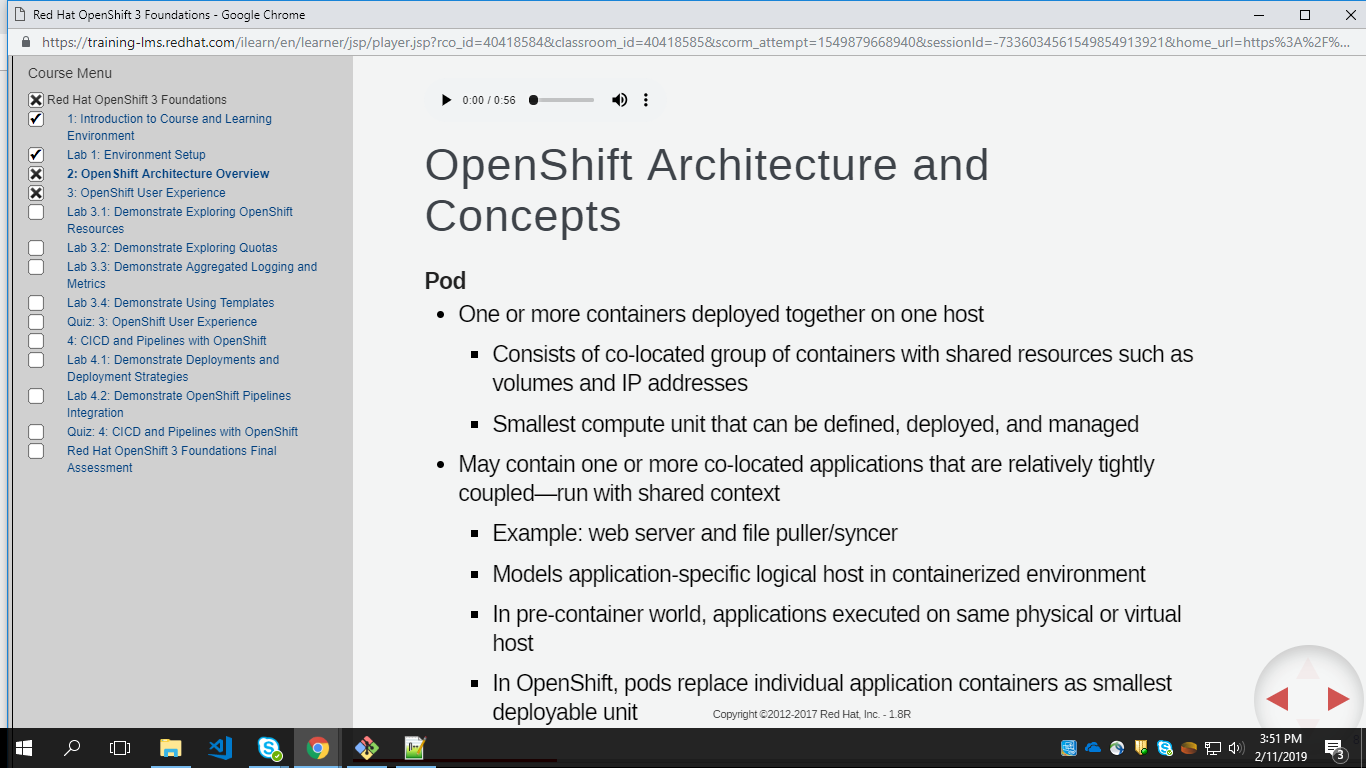 Red Hat OpenShift 3 Foundations - Google Chrome
https://training-lms.redhat.com/ilearn/en/learner/jsp/player.jsp?rco_id=40418584&classroom_id=40418585&scorm_attempt=1549879668940&sessionId=-7336034561549854913921&home_url=https%3A%2F%...
Course Menu
Red Hat OpenShift 3 Foundations
1: Introduction to Course and Learning
Environment
Lab 1: Environment Setup
2: OpenShift Architecture Overview
3: OpenShift User Experience
Lab 3.1: Demonstrate Exploring OpenShift
Resources
Lab 3.2: Demonstrate Exploring Quotas
Lab 3.3: Demonstrate Aggregated Logging and
Metrics
Lab 3.4: Demonstrate Using Templates
Quiz: 3: OpenShift User Experience
4: CICD and Pipelines with OpenShift
Lab 4.1: Demonstrate Deployments and
Deployment Strategies
Lab 4.2: Demonstrate OpenShift Pipelines
Integration
Quiz: 4: CICD and Pipelines with OpenShift
Red Hat OpenShift 3 Foundations Final
Assessment
0:00 / 0:56
OpenShift Architecture and
Concepts
Pod
• One or more containers deployed together on one host
▪ Consists of co-located group of containers with shared resources such as
volumes and IP addresses
▪ Smallest compute unit that can be defined, deployed, and managed
• May contain one or more co-located applications that are relatively tightly
coupled—run with shared context
▪ Example: web server and file puller/syncer
▪ Models application-specific logical host in containerized environment
▪ In pre-container world, applications executed on same physical or virtual
host
▪ In OpenShift, pods replace individual application containers as smallest
deployable unit
Copyright ©2012-2017 Red Hat, Inc. - 1.8R
3:51 PM
2/11/2019
3